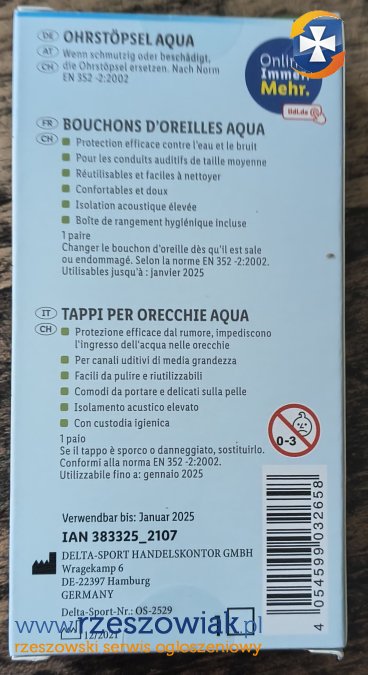 DE OHRSTÖPSEL AQUA
AT Wenn schmutzig oder beschädigt,
CH die Ohrstöpsel ersetzen. Nach Norm
EN 352 -2:2002
Online
Immer
Mehr.
lidl.de
FR BOUCHONS D'OREILLES AQUA
CH Protection efficace contre l'eau et le bruit
Pour les conduits auditifs de taille moyenne
Réutilisables et faciles à nettoyer
Confortables et doux
Isolation acoustique élevée
Boîte de rangement hygiénique incluse
1 paire
Changer le bouchon d'oreille dès qu'il est sale
ou endommagé. Selon la norme EN 352 -2:2002.
Utilisables jusqu'à : janvier 2025
IT TAPPI PER ORECCHIE AQUA
CH Protezione efficace dal rumore, impediscono
l'ingresso dell'acqua nelle orecchie
Per canali uditivi di media grandezza
Facili da pulire e riutilizzabili
Comodi da portare e delicati sulla pelle
Isolamento acustico elevato
Con custodia igienica
1 paio
Se il tappo è sporco o danneggiato, sostituirlo.
Conformi alla norma EN 352 -2:2002.
Utilizzabile fino a: gennaio 2025
0-3
Verwendbar bis: Januar 2025
IAN 383325_2107
DELTA-SPORT HANDELSKONTOR GMBH
Wragekamp 6
DE-22397 Hamburg
GERMANY
Delta-Sport-Nr.: OS-2529
12/2021
1
4 054599 032658
www.rzeszowiak.pl
rzeszowski serwis ogłoszeniowy